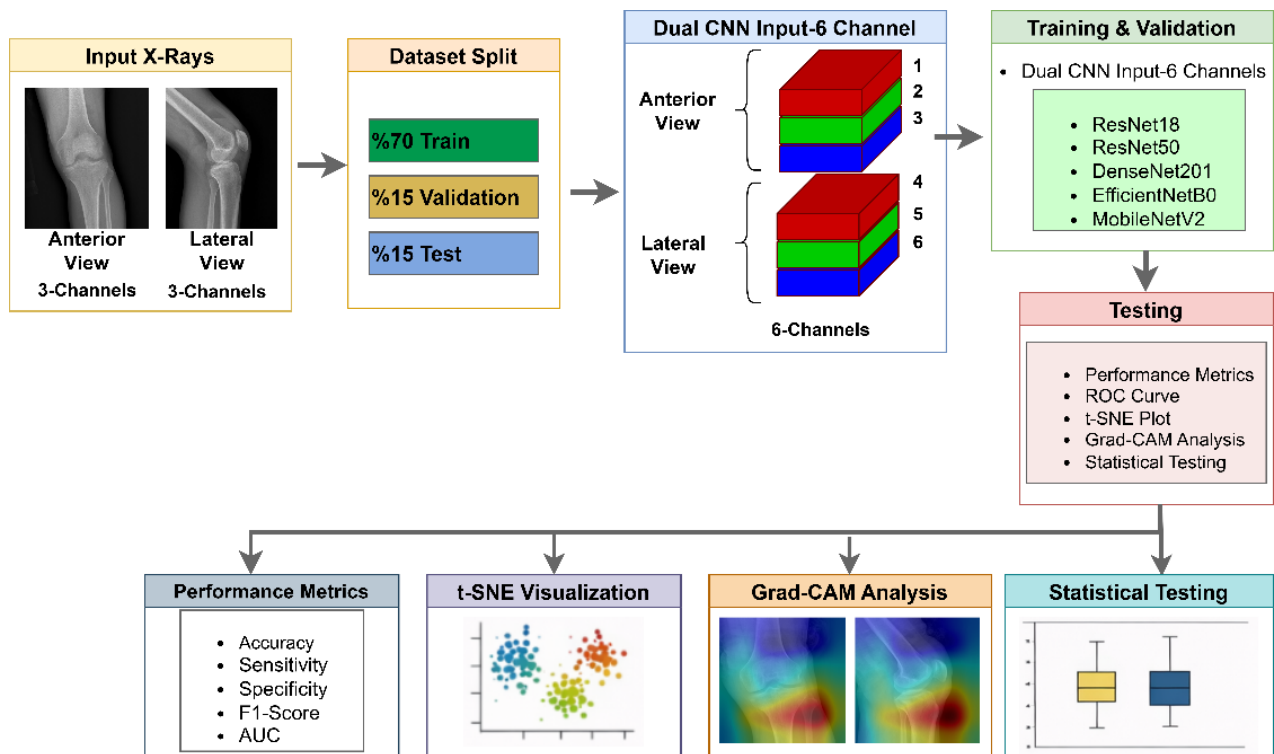 Input X-Rays
Anterior
View
3-Channels
Lateral
View
3-Channels
Dataset Split
%70 Train
%15 Validation
%15 Test
Dual CNN Input-6 Channel
Anterior
View
1
2
3
Lateral
View
4
5
6
6-Channels
Training & Validation
• Dual CNN Input-6 Channels
• ResNet18
• ResNet50
• DenseNet201
• EfficientNetB0
• MobileNetV2
Testing
• Performance Metrics
• ROC Curve
• t-SNE Plot
• Grad-CAM Analysis
• Statistical Testing
Performance Metrics
• Accuracy
• Sensitivity
• Specificity
• F1-Score
• AUC
t-SNE Visualization
Grad-CAM Analysis
Statistical Testing